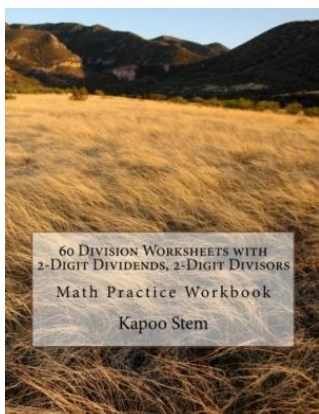 60 Division Worksheets with
2-Digit Dividends, 2-Digit Divisors
Math Practice Workbook
Kapoo Stem